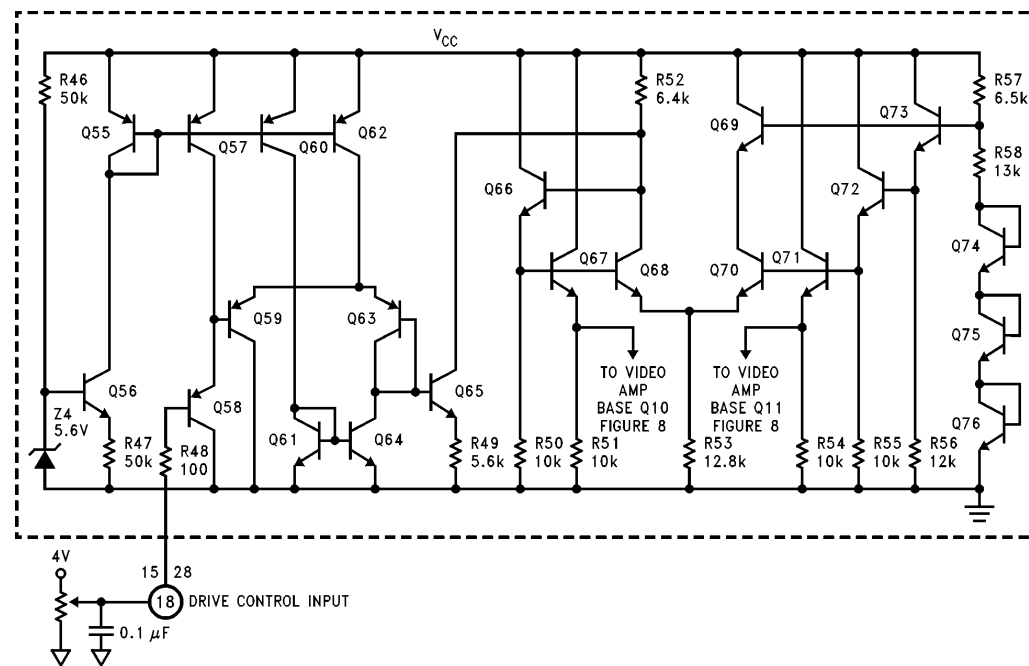 V_CC
R46
50k
Q55
Q57
Q60
Q62
R52
6.4k
Q69
Q73
R57
6.5k
R58
13k
Q66
Q72
Q74
Q67
Q68
Q70
Q71
Q59
Q63
Q75
TO VIDEO
AMP
BASE Q10
FIGURE 8
TO VIDEO
AMP
BASE Q11
FIGURE 8
Q56
Q58
Q65
Z4
5.6V
Q76
R47
50k
R48
100
Q61
Q64
R49
5.6k
R50
10k
R51
10k
R53
12.8k
R54
10k
R55
10k
R56
12k
4V
15
28
18
DRIVE CONTROL INPUT
0.1 μF